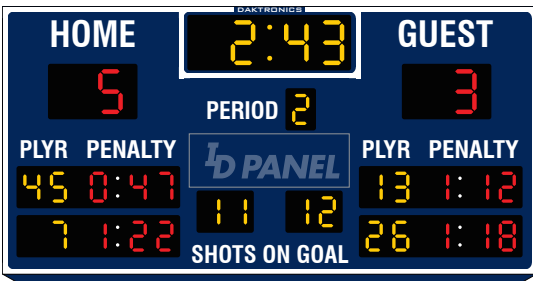 DAKTRONICS
HOME 2:43 GUEST
5 3
PERIOD 2
PLYR PENALTY ID PANEL PLYR PENALTY
45 0:47 13 1:12
11 12
7 1:22 26 1:18
SHOTS ON GOAL